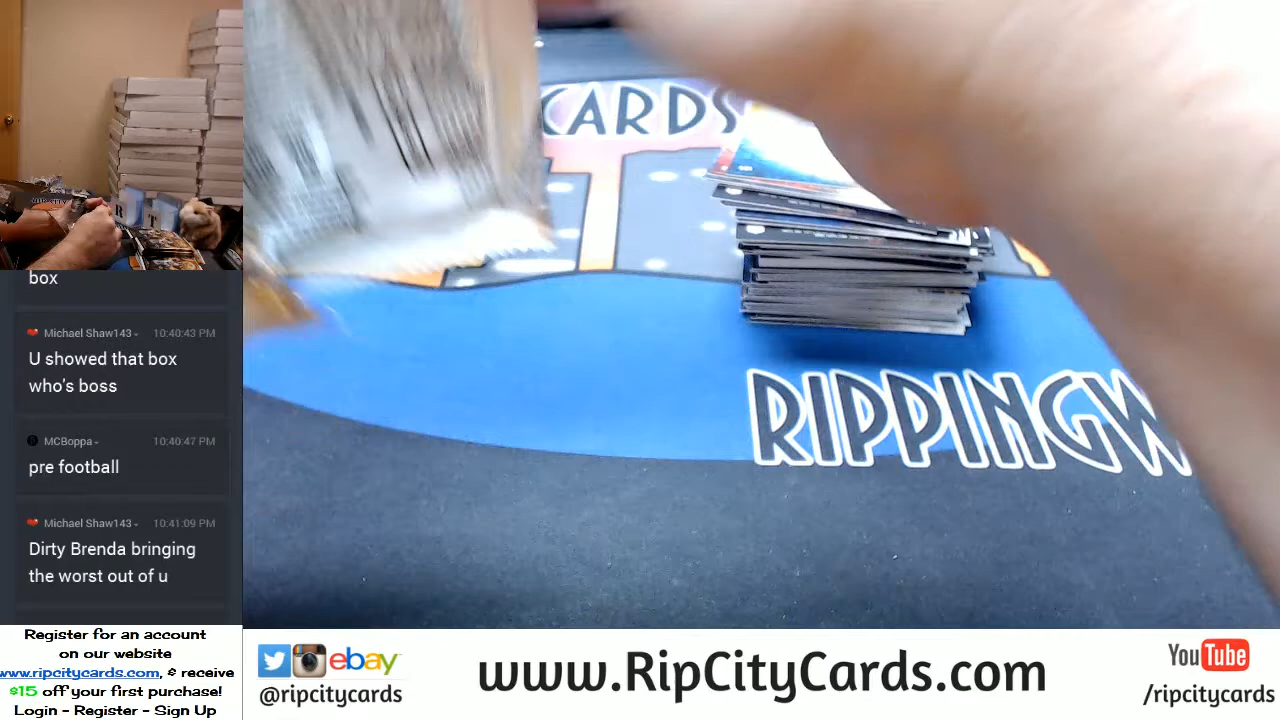 box
Michael Shaw143 10:40:43 PM
U showed that box
who's boss
MCBoppa 10:40:47 PM
pre football
Michael Shaw143 10:41:09 PM
Dirty Brenda bringing
the worst out of u
Register for an account
on our website
www.ripcitycards.com, & receive
$15 off your first purchase!
Login - Register - Sign Up
CARDS
RIPPINGW
ebay
@ripcitycards
www.RipCityCards.com
YouTube
/ripcitycards